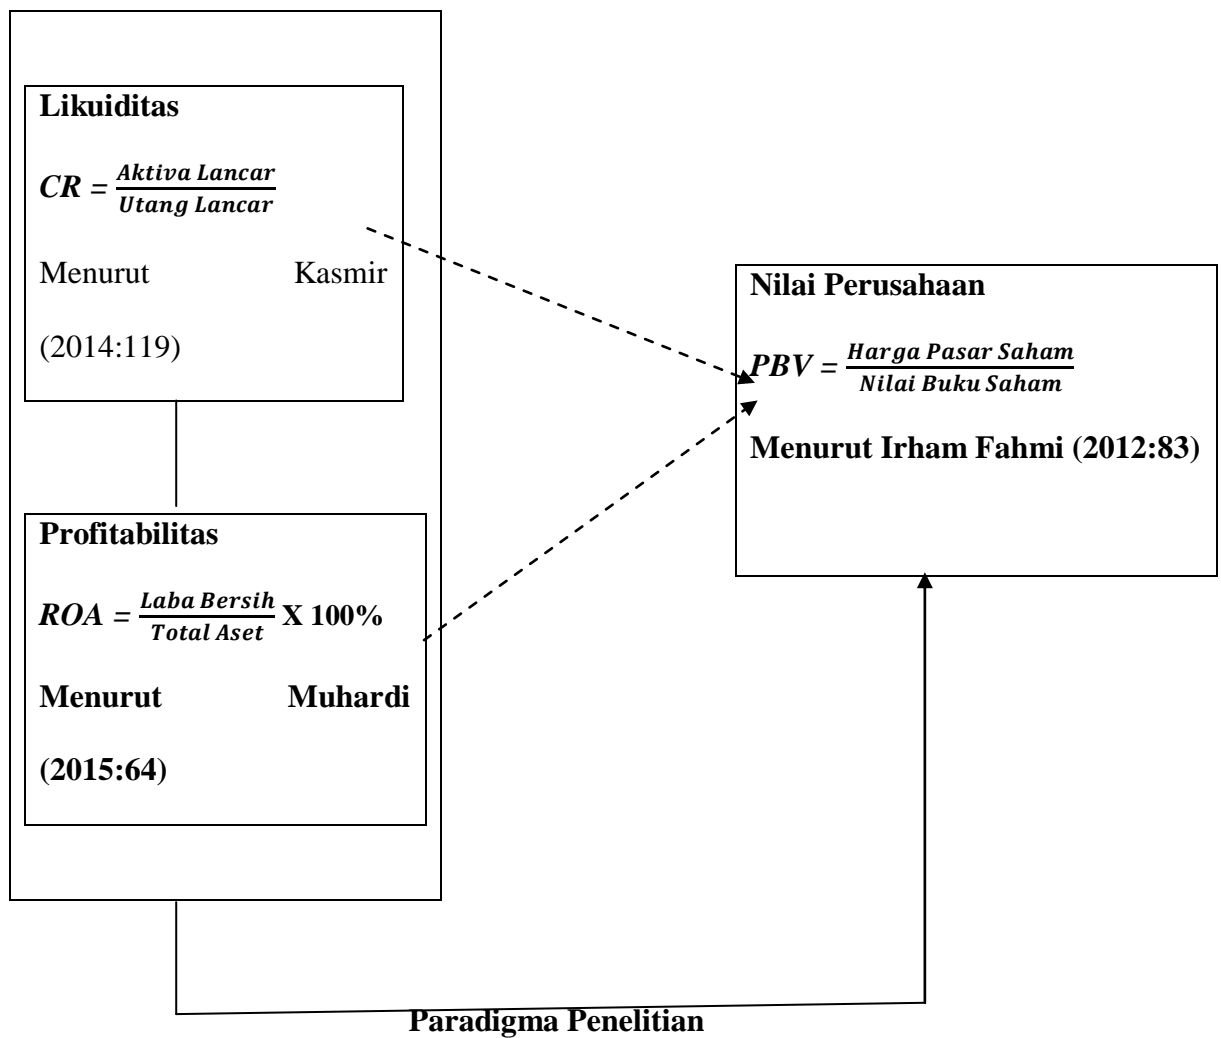 Likuiditas
CR = Aktiva Lancar / Utang Lancar
Menurut Kasmir
(2014:119)
Profitabilitas
ROA = Laba Bersih / Total Aset X 100%
Menurut Muhardi
(2015:64)
Nilai Perusahaan
PBV = Harga Pasar Saham / Nilai Buku Saham
Menurut Irham Fahmi (2012:83)
Paradigma Penelitian